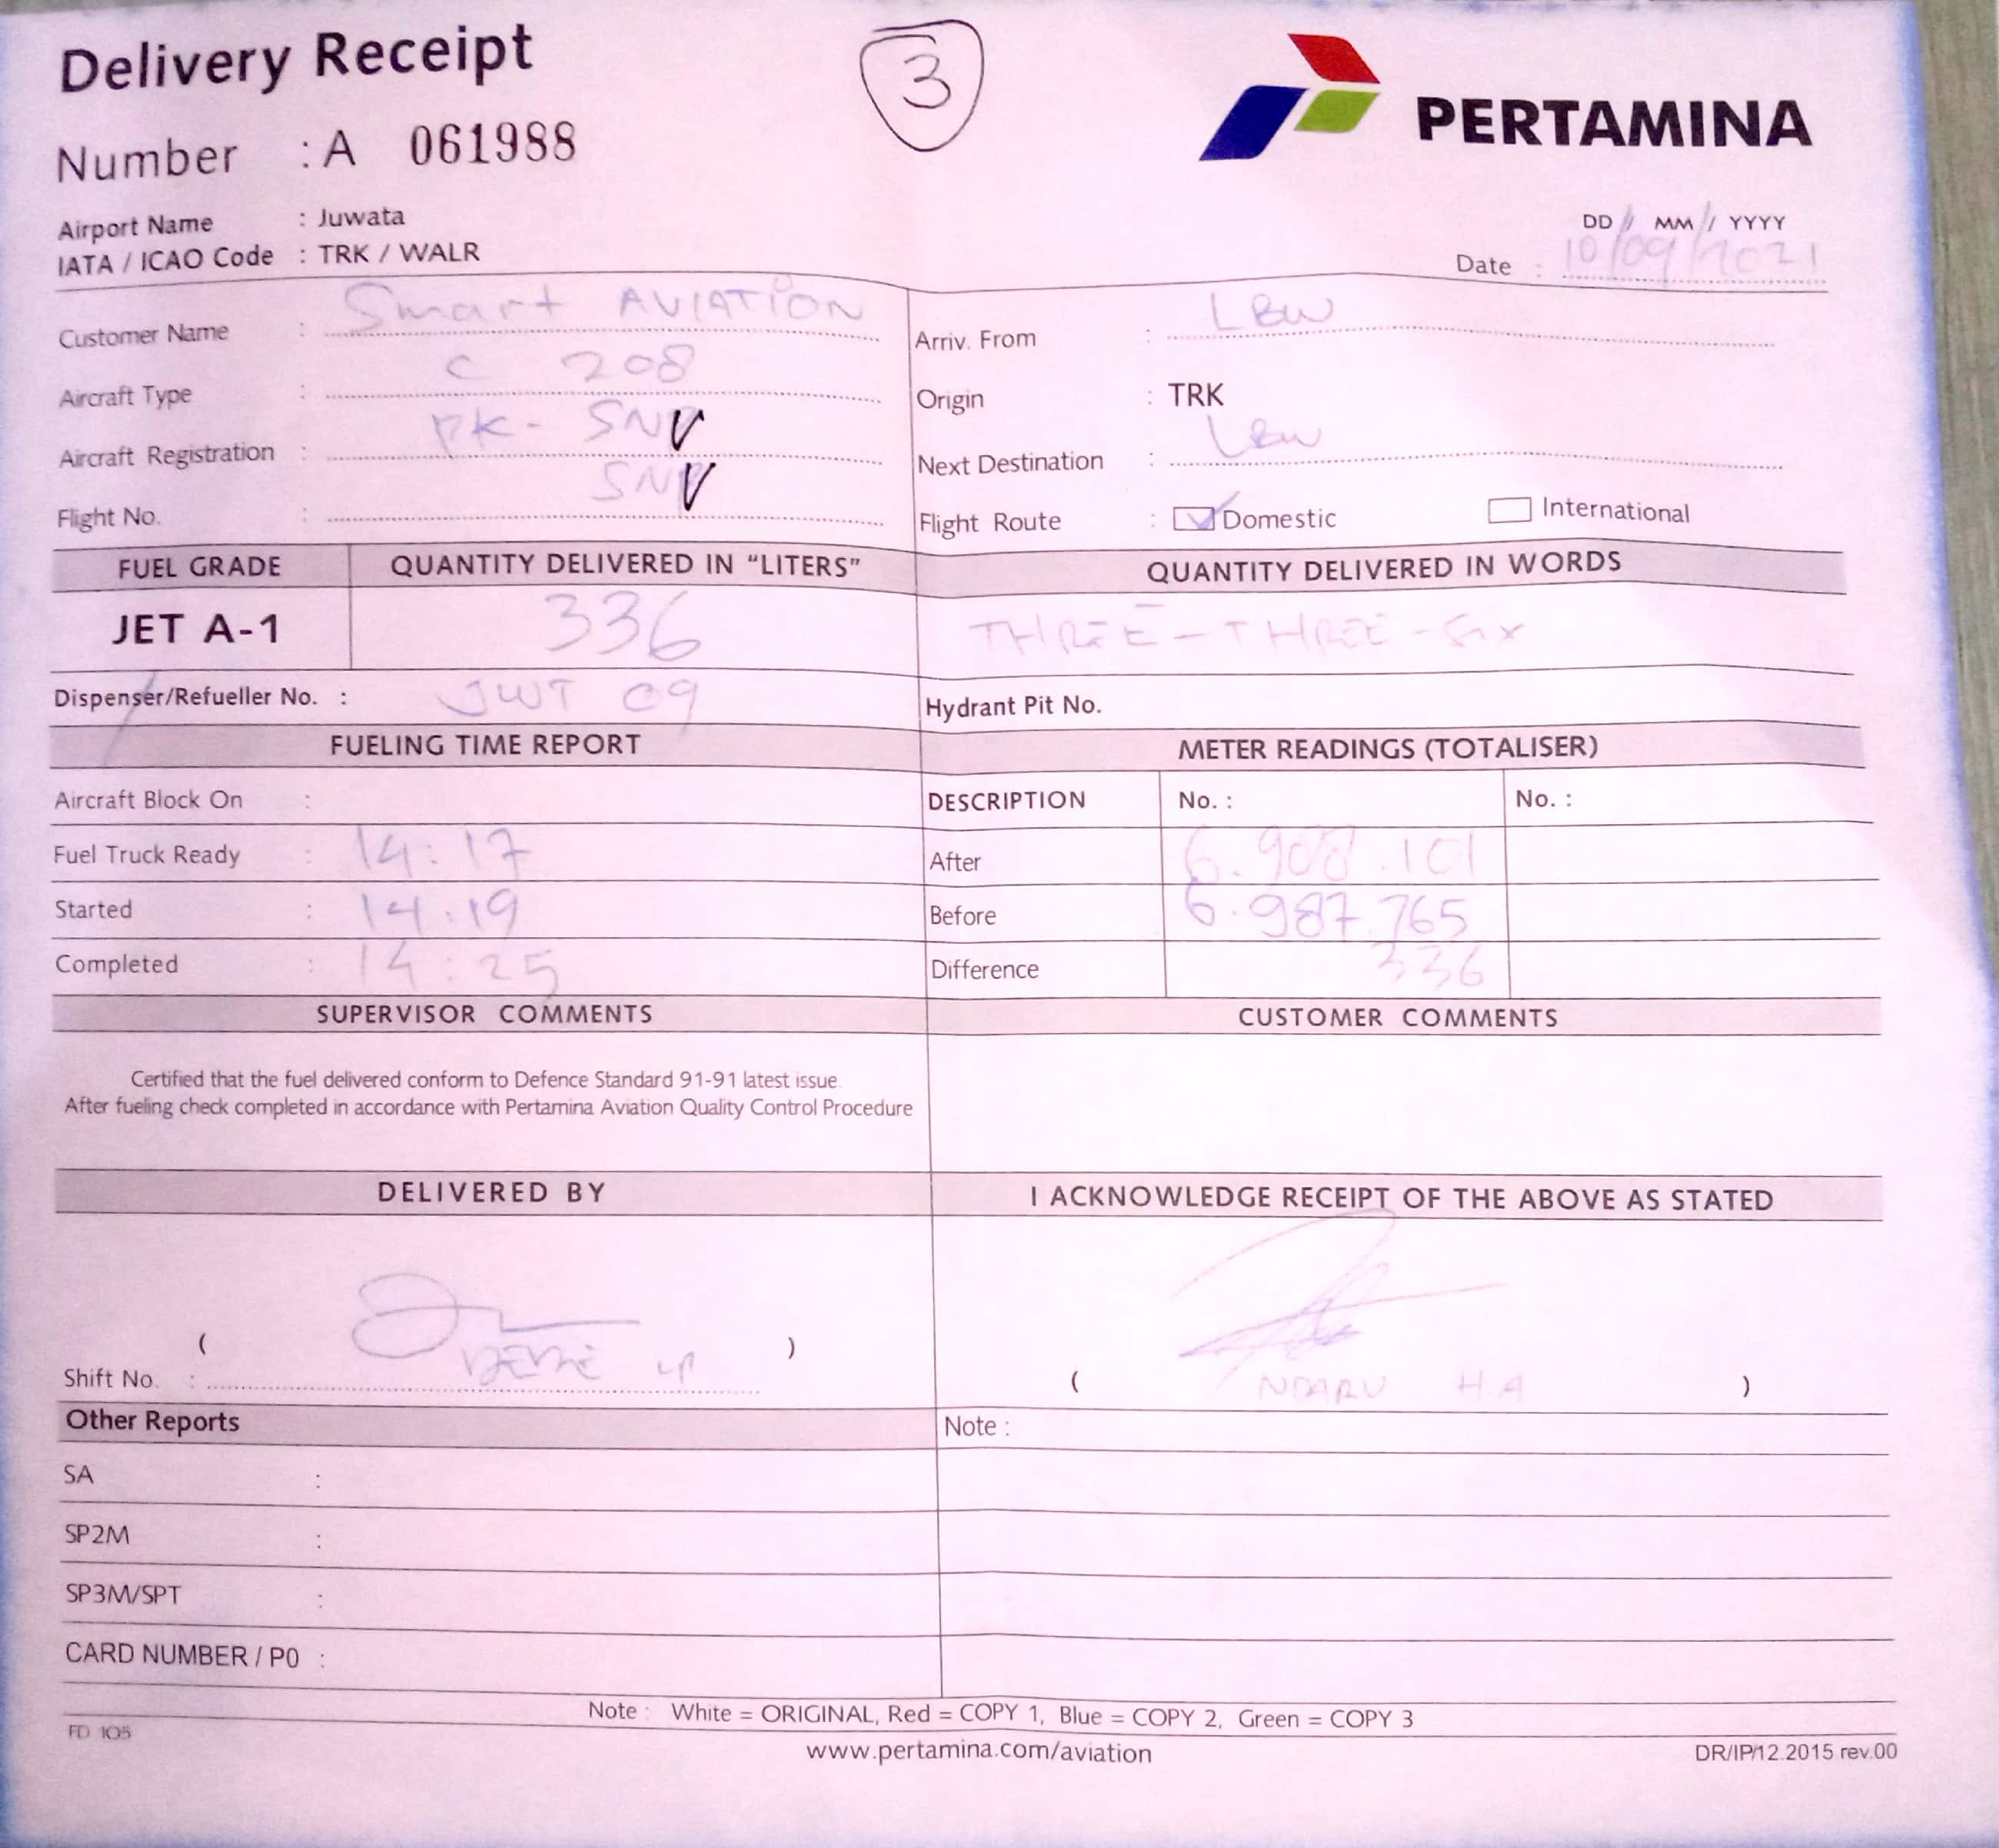 Delivery Receipt
3
PERTAMINA
Number : A 061988
Airport Name : Juwata
IATA / ICAO Code : TRK / WALR
DD / MM / YYYY
Date : 10/09/2021
Customer Name : Smart AVIATION
Arriv. From : LBW
Aircraft Type : C 208
Origin : TRK
Aircraft Registration : PK - SNV
Next Destination : LBW
Flight No. : SNV
Flight Route : Domestic International
FUEL GRADE QUANTITY DELIVERED IN "LITERS" QUANTITY DELIVERED IN WORDS
JET A-1 336 THREE - THREE - SIX
Dispenser/Refueller No. : JWT 09
Hydrant Pit No.
FUELING TIME REPORT METER READINGS (TOTALISER)
Aircraft Block On :
DESCRIPTION No. : No. :
Fuel Truck Ready : 14:17
After 6.988.101
Started : 14:19
Before 6.987.765
Completed : 14:25
Difference 336
SUPERVISOR COMMENTS CUSTOMER COMMENTS
Certified that the fuel delivered conform to Defence Standard 91-91 latest issue.
After fueling check completed in accordance with Pertamina Aviation Quality Control Procedure
DELIVERED BY I ACKNOWLEDGE RECEIPT OF THE ABOVE AS STATED
( )
Shift No. :
( NDARU HA )
Other Reports Note :
SA :
SP2M :
SP3M/SPT :
CARD NUMBER / P0 :
Note : White = ORIGINAL, Red = COPY 1, Blue = COPY 2, Green = COPY 3
FD 105
www.pertamina.com/aviation
DR/IP/12.2015 rev.00